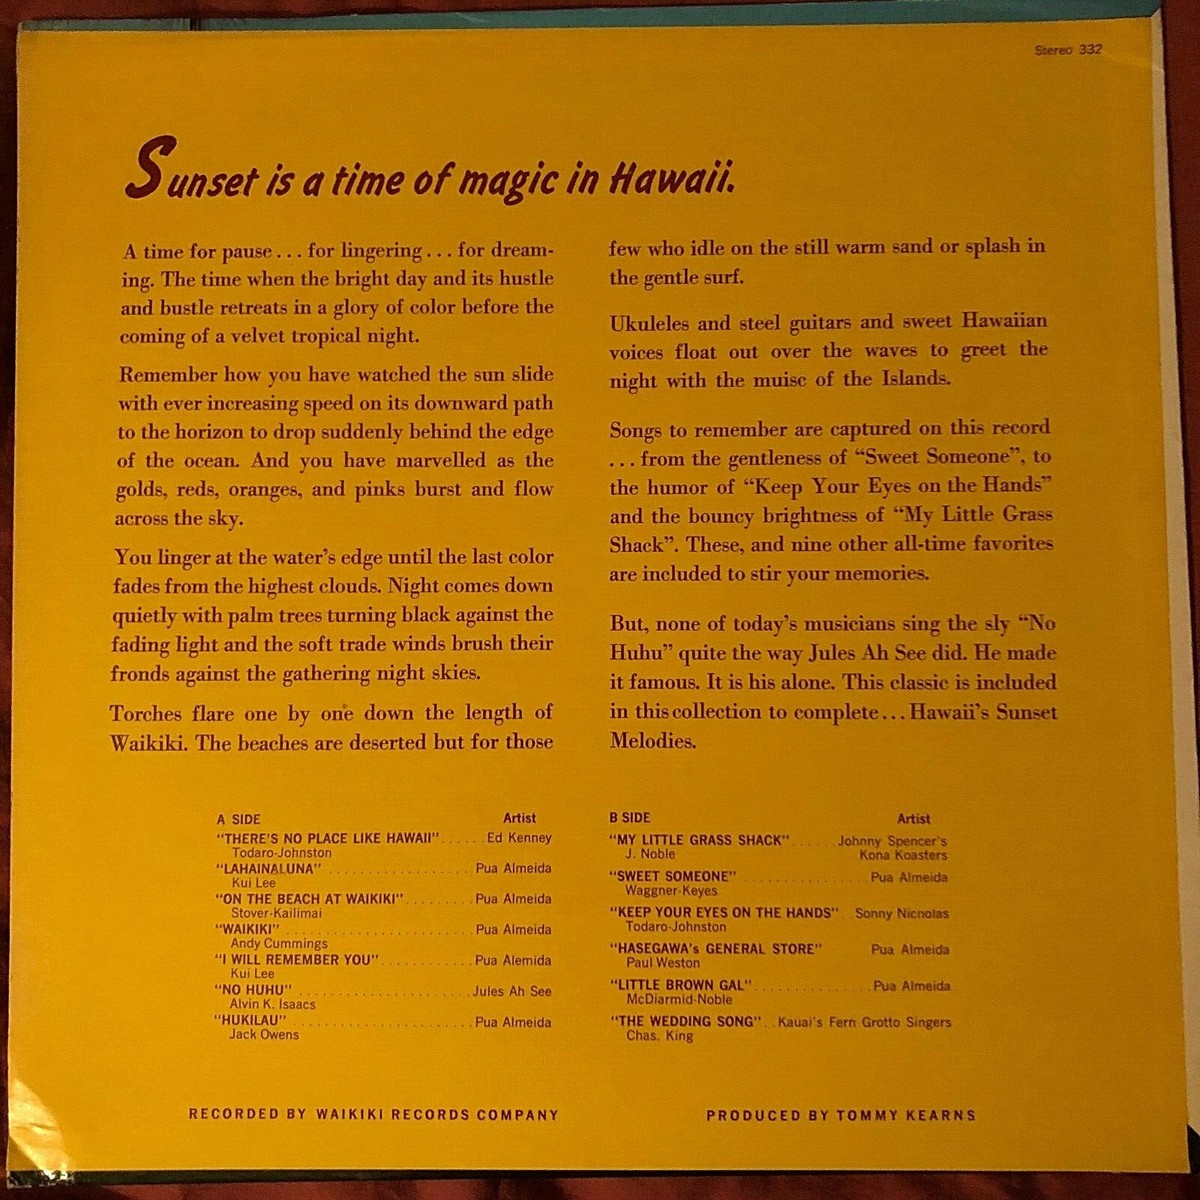 Stereo 332
Sunset is a time of magic in Hawaii.
A time for pause... for lingering... for dream-
ing. The time when the bright day and its hustle
and bustle retreats in a glory of color before the
coming of a velvet tropical night.
Remember how you have watched the sun slide
with ever increasing speed on its downward path
to the horizon to drop suddenly behind the edge
of the ocean. And you have marvelled as the
golds, reds, oranges, and pinks burst and flow
across the sky.
You linger at the water's edge until the last color
fades from the highest clouds. Night comes down
quietly with palm trees turning black against the
fading light and the soft trade winds brush their
fronds against the gathering night skies.
Torches flare one by one down the length of
Waikiki. The beaches are deserted but for those
few who idle on the still warm sand or splash in
the gentle surf.
Ukuleles and steel guitars and sweet Hawaiian
voices float out over the waves to greet the
night with the muisc of the Islands.
Songs to remember are captured on this record
... from the gentleness of "Sweet Someone", to
the humor of "Keep Your Eyes on the Hands"
and the bouncy brightness of "My Little Grass
Shack". These, and nine other all-time favorites
are included to stir your memories.
But, none of today's musicians sing the sly "No
Huhu" quite the way Jules Ah See did. He made
it famous. It is his alone. This classic is included
in this collection to complete... Hawaii's Sunset
Melodies.
A SIDE Artist
"THERE'S NO PLACE LIKE HAWAII" ...... Ed Kenney
Todaro-Johnston
"LAHAINALUNA" ................. Pua Almeida
Kui Lee
"ON THE BEACH AT WAIKIKI" ......... Pua Almeida
Stover-Kailimai
"WAIKIKI" ...................... Pua Almeida
Andy Cummings
"I WILL REMEMBER YOU" ............ Pua Alemida
Kui Lee
"NO HUHU" .................... Jules Ah See
Alvin K. Isaacs
"HUKILAU" ..................... Pua Almeida
Jack Owens
B SIDE Artist
"MY LITTLE GRASS SHACK" ...... Johnny Spencer's
J. Noble Kona Koasters
"SWEET SOMEONE" ............... Pua Almeida
Waggner-Keyes
"KEEP YOUR EYES ON THE HANDS" .. Sonny Nicholas
Todaro-Johnston
"HASEGAWA's GENERAL STORE" Pua Almeida
Paul Weston
"LITTLE BROWN GAL" .............. Pua Almeida
McDiarmid-Noble
"THE WEDDING SONG" .. Kauai's Fern Grotto Singers
Chas. King
RECORDED BY WAIKIKI RECORDS COMPANY
PRODUCED BY TOMMY KEARNS